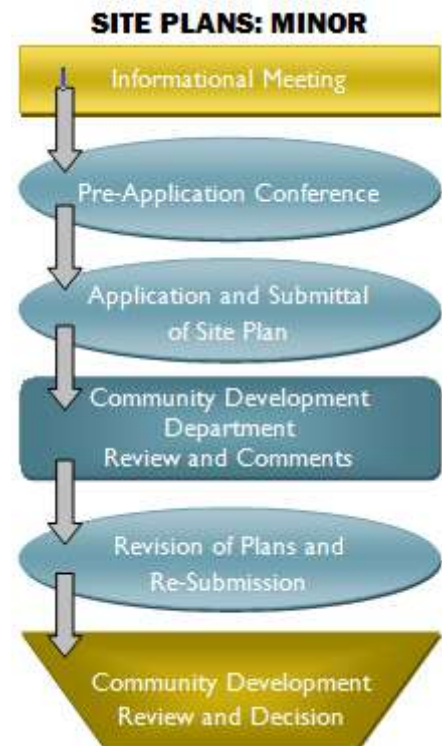 SITE PLANS: MINOR
Informational Meeting
Pre-Application Conference
Application and Submittal
of Site Plan
Community Development
Department
Review and Comments
Revision of Plans and
Re-Submission
Community Development
Review and Decision